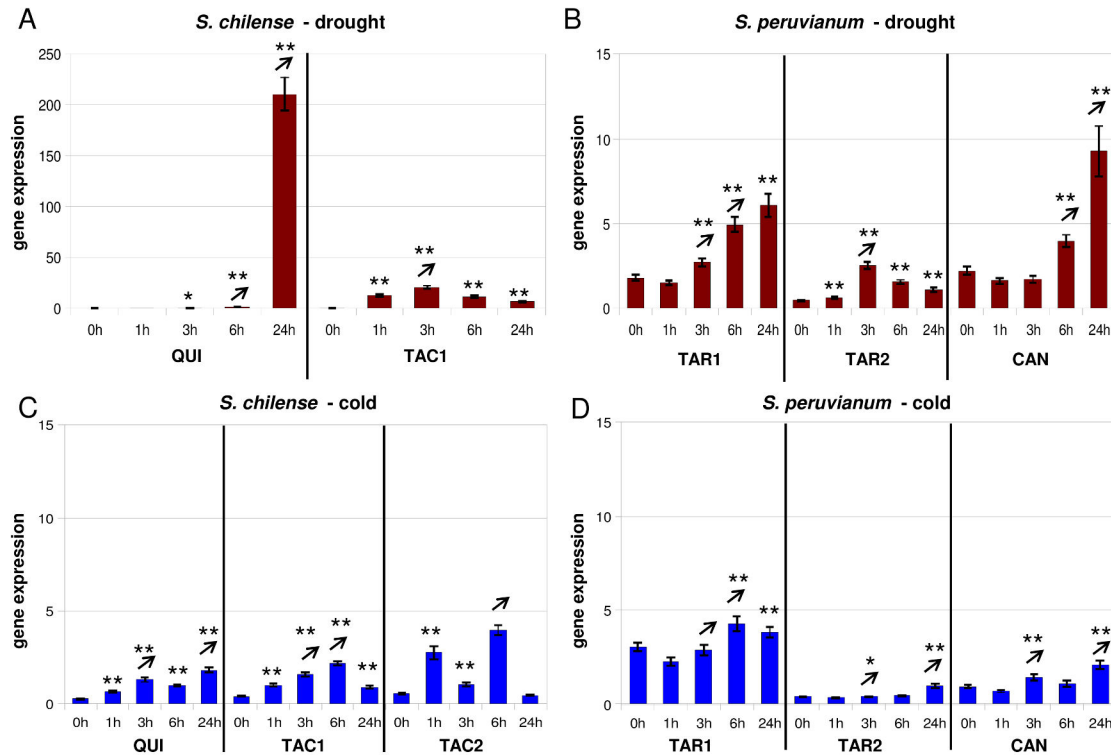 A
S. chilense - drought
gene expression
250
200
150
100
50
0
** ** ** ** ** ** *
0h 1h 3h 6h 24h 0h 1h 3h 6h 24h
QUI TAC1
B
S. peruvianum - drought
gene expression
15
10
5
0
** ** ** ** ** ** ** ** **
0h 1h 3h 6h 24h 0h 1h 3h 6h 24h 0h 1h 3h 6h 24h
TAR1 TAR2 CAN
C
S. chilense - cold
gene expression
15
10
5
0
** ** ** ** ** ** ** ** ** **
0h 1h 3h 6h 24h 0h 1h 3h 6h 24h 0h 1h 3h 6h 24h
QUI TAC1 TAC2
D
S. peruvianum - cold
gene expression
15
10
5
0
** ** * ** ** **
0h 1h 3h 6h 24h 0h 1h 3h 6h 24h 0h 1h 3h 6h 24h
TAR1 TAR2 CAN